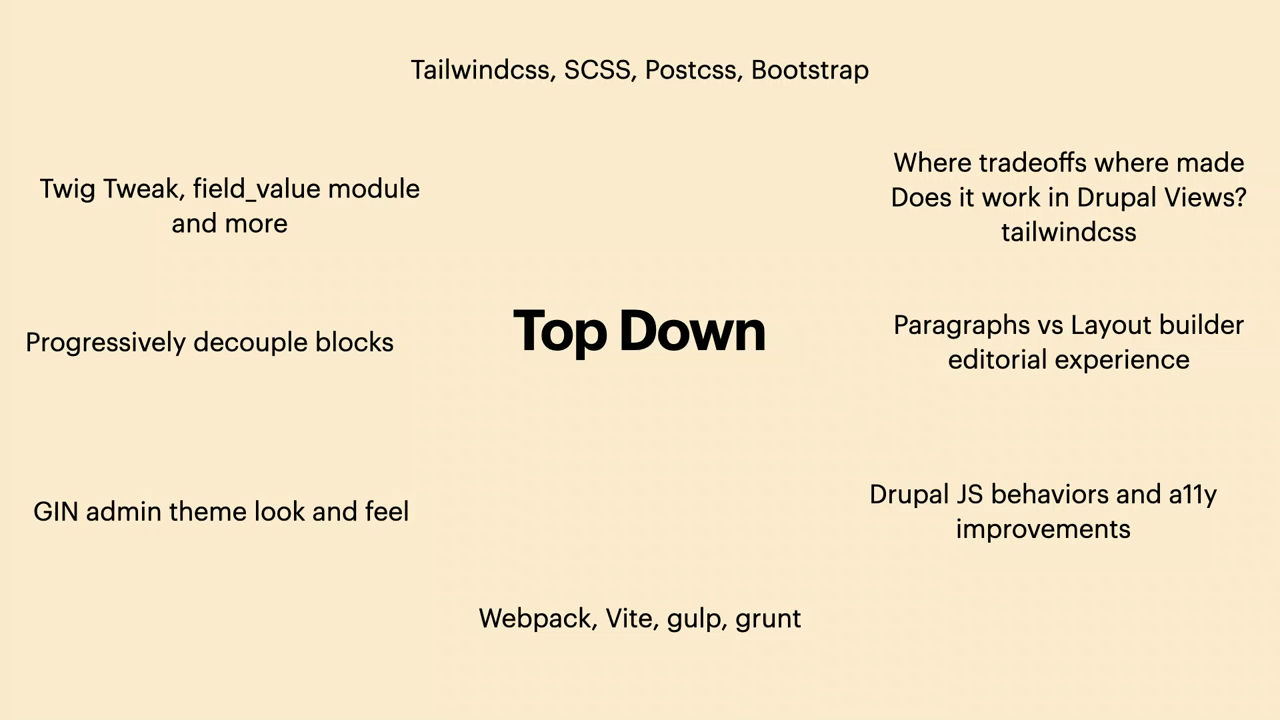 Tailwindcss, SCSS, Postcss, Bootstrap
Twig Tweak, field_value module
and more
Where tradeoffs where made
Does it work in Drupal Views?
tailwindcss
Progressively decouple blocks
Top Down
Paragraphs vs Layout builder
editorial experience
GIN admin theme look and feel
Drupal JS behaviors and a11y
improvements
Webpack, Vite, gulp, grunt